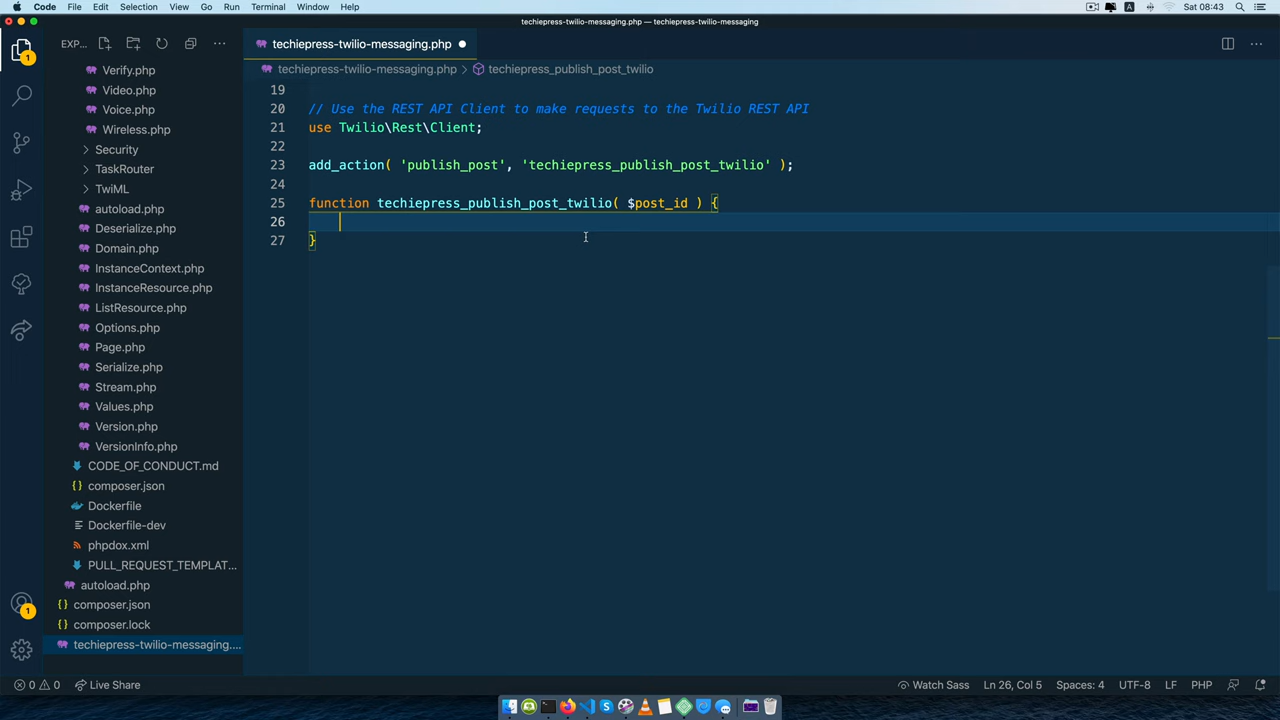 Code File Edit Selection View Go Run Terminal Window Help
A
Sat 08:43
techiepress-twilio-messaging.php — techiepress-twilio-messaging
1
EXP...
techiepress-twilio-messaging.php
techiepress-twilio-messaging.php > techiepress_publish_post_twilio
Verify.php
Video.php
Voice.php
Wireless.php
Security
TaskRouter
TwiML
autoload.php
Deserialize.php
Domain.php
InstanceContext.php
InstanceResource.php
ListResource.php
Options.php
Page.php
Serialize.php
Stream.php
Values.php
Version.php
VersionInfo.php
CODE_OF_CONDUCT.md
composer.json
Dockerfile
Dockerfile-dev
phpdox.xml
PULL_REQUEST_TEMPLAT...
autoload.php
composer.json
composer.lock
techiepress-twilio-messaging....
19
20 // Use the REST API Client to make requests to the Twilio REST API
21 use Twilio\Rest\Client;
22
23 add_action( 'publish_post', 'techiepress_publish_post_twilio' );
24
25 function techiepress_publish_post_twilio( $post_id ) {
26
27 }
1
0 0 Live Share
Watch Sass Ln 26, Col 5 Spaces: 4 UTF-8 LF PHP